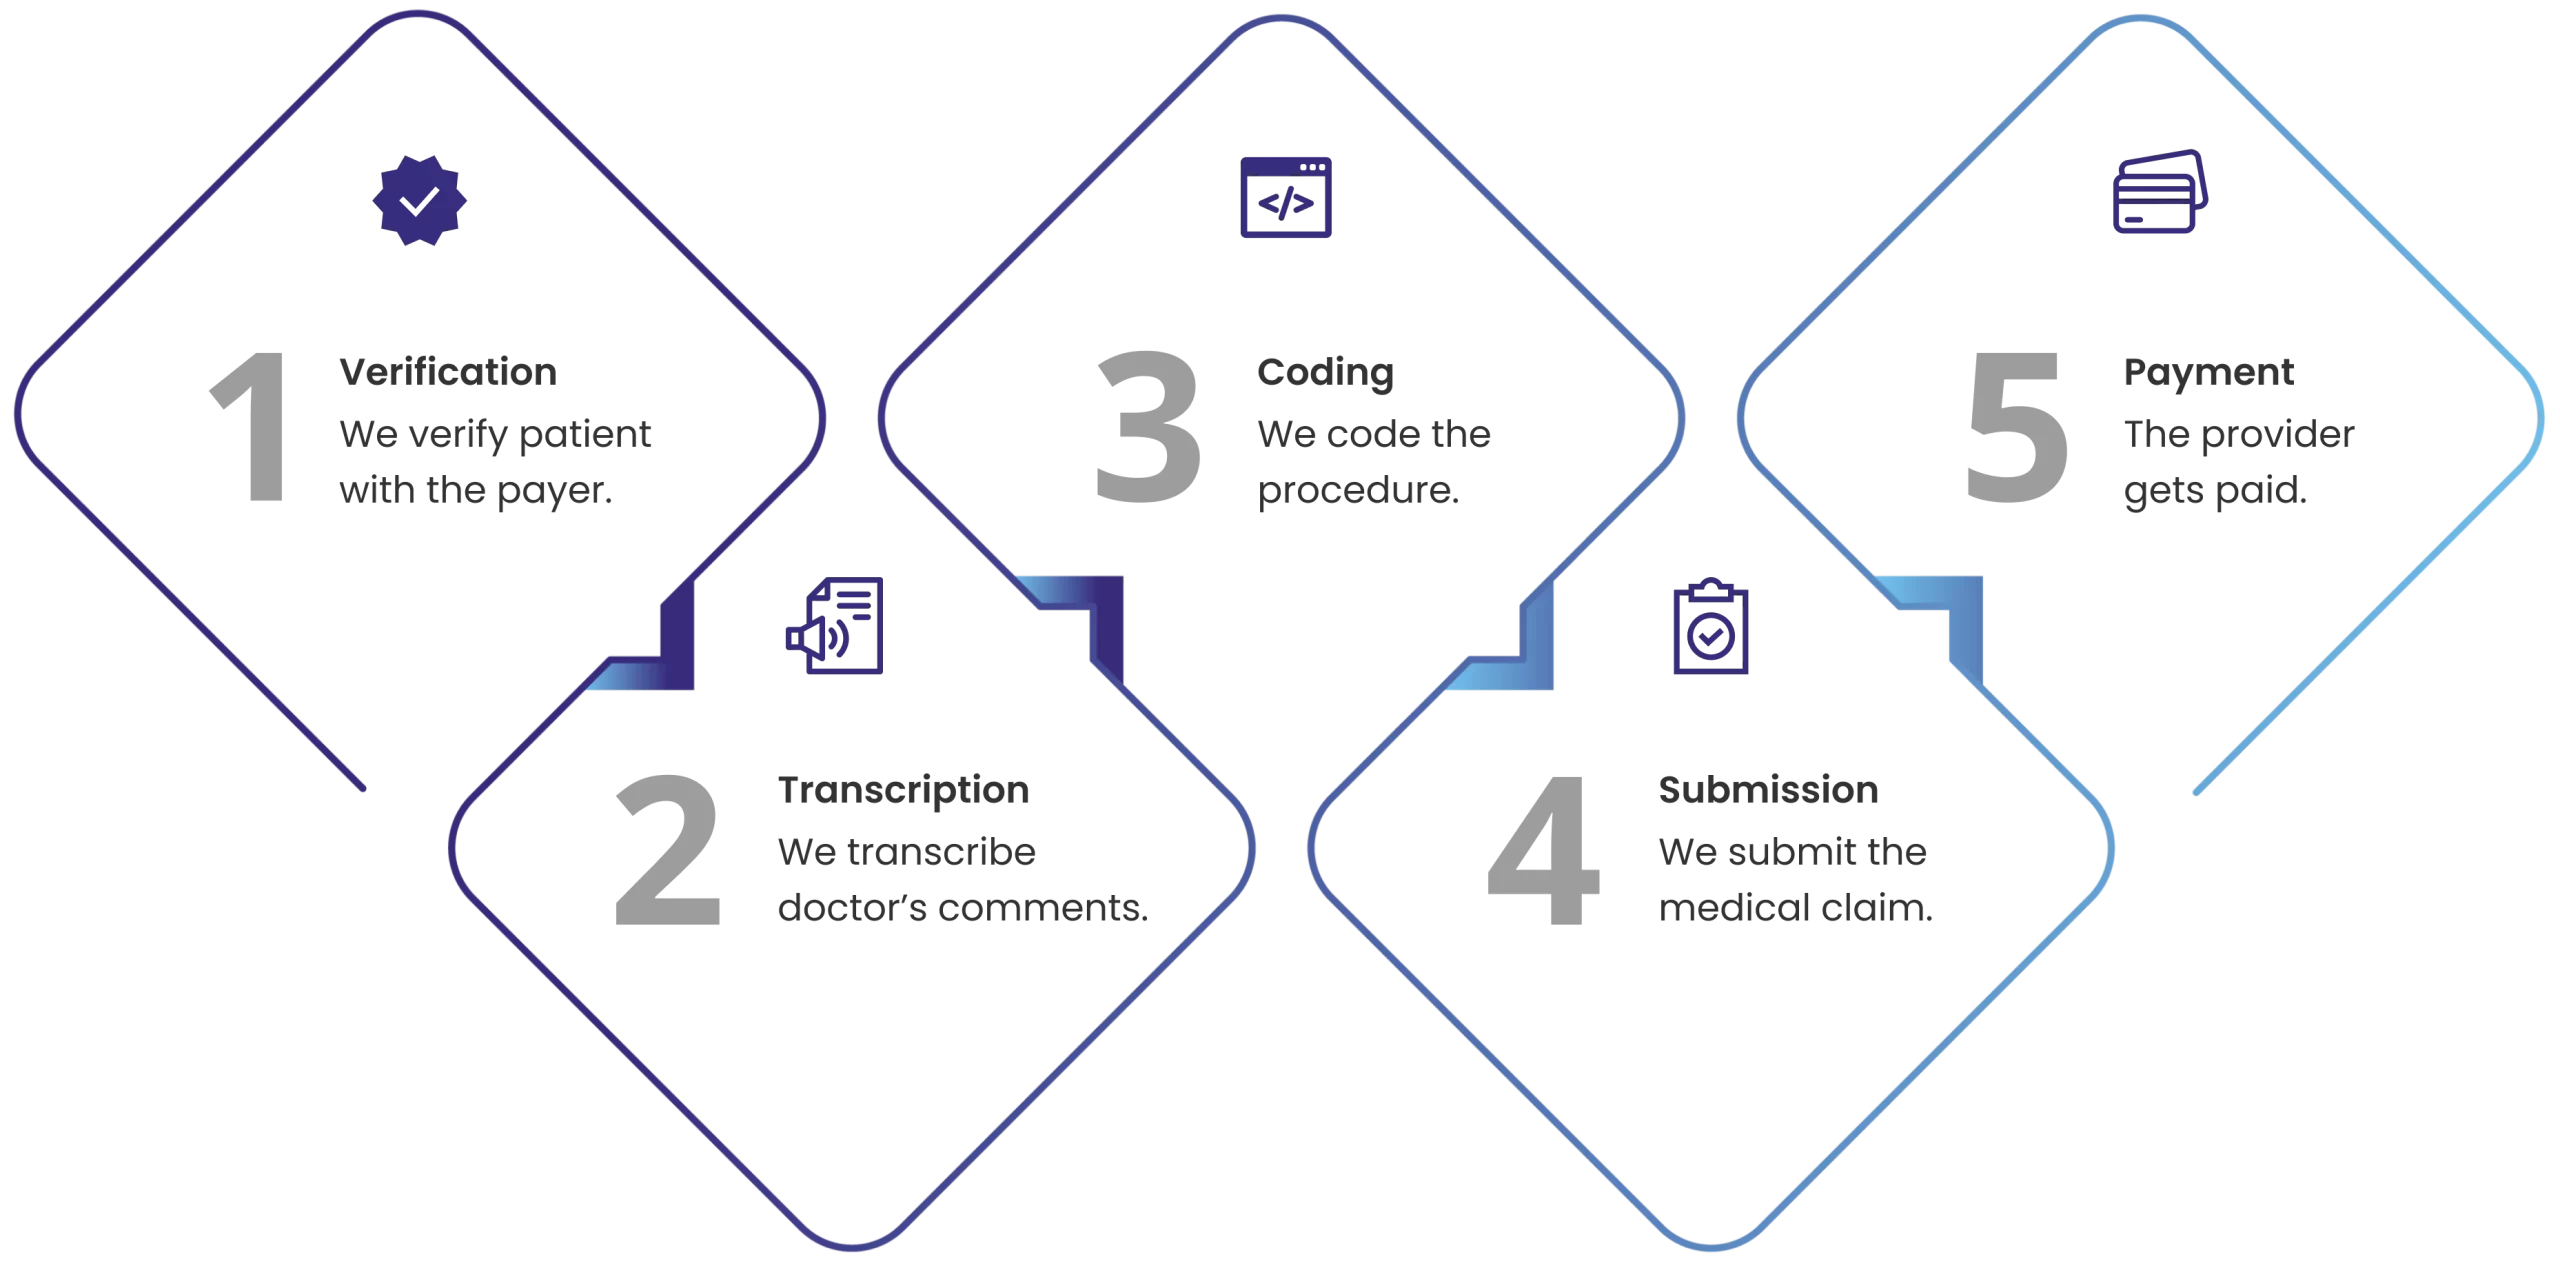 1
Verification
We verify patient
with the payer.
2
Transcription
We transcribe
doctor’s comments.
3
</>
Coding
We code the
procedure.
4
Submission
We submit the
medical claim.
5
Payment
The provider
gets paid.